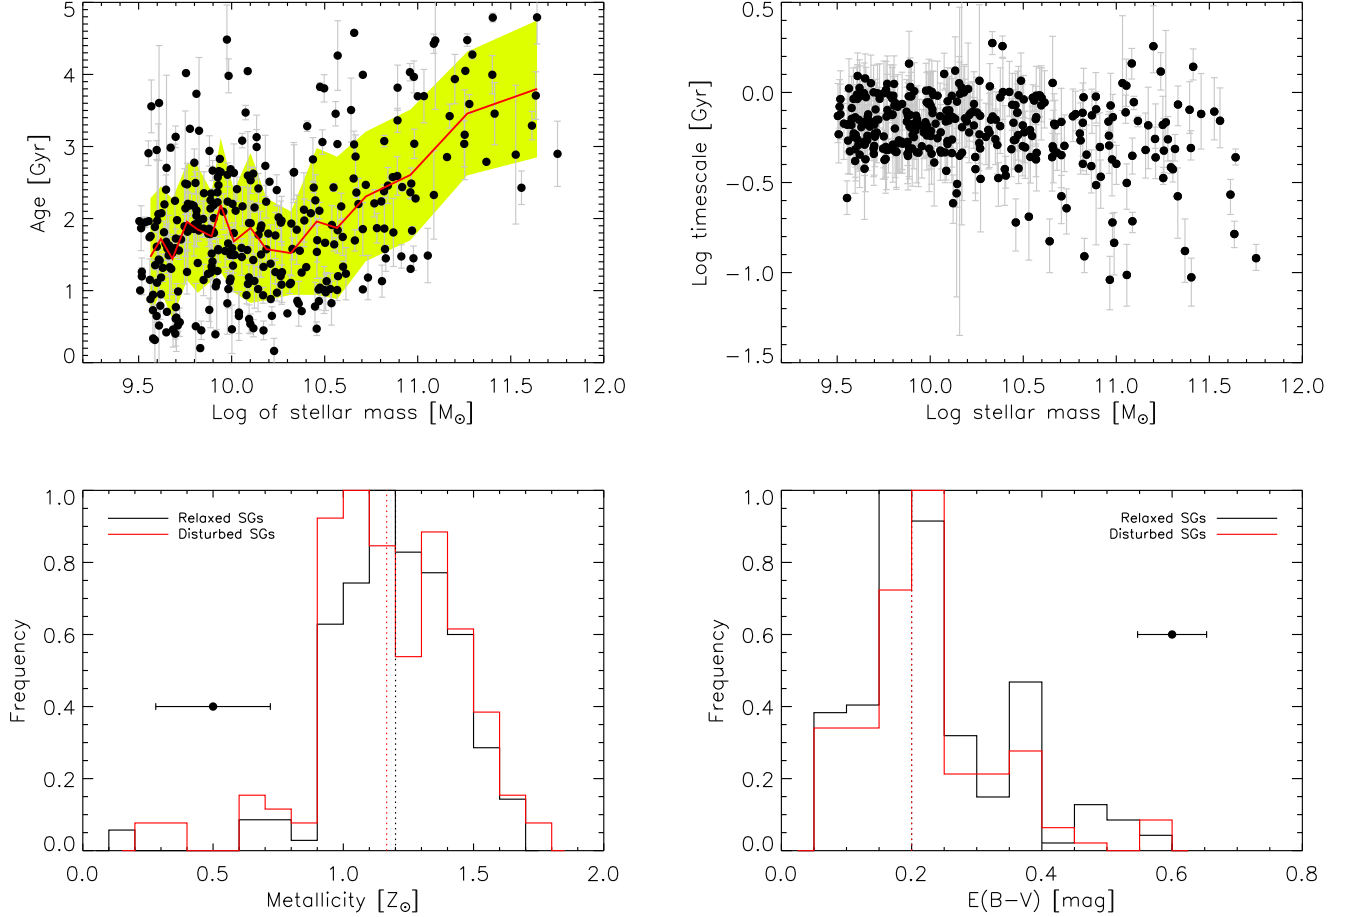 5
4
3
2
1
0
Age [Gyr]
9.5 10.0 10.5 11.0 11.5 12.0
Log of stellar mass [M⊙]
0.5
0.0
−0.5
−1.0
−1.5
Log timescale [Gyr]
9.5 10.0 10.5 11.0 11.5 12.0
Log stellar mass [M⊙]
1.0
0.8
0.6
0.4
0.2
0.0
Frequency
Relaxed SGs
Disturbed SGs
0.0 0.5 1.0 1.5 2.0
Metallicity [Z⊙]
1.0
0.8
0.6
0.4
0.2
0.0
Frequency
Relaxed SGs
Disturbed SGs
0.0 0.2 0.4 0.6 0.8
E(B−V) [mag]